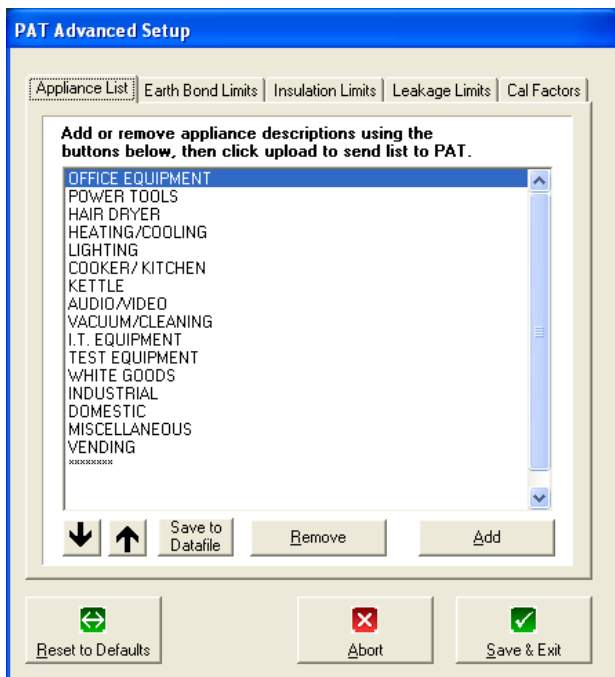 PAT Advanced Setup
Appliance List Earth Bond Limits Insulation Limits Leakage Limits Cal Factors
Add or remove appliance descriptions using the
buttons below, then click upload to send list to PAT.
OFFICE EQUIPMENT
POWER TOOLS
HAIR DRYER
HEATING/COOLING
LIGHTING
COOKER/ KITCHEN
KETTLE
AUDIO/VIDEO
VACUUM/CLEANING
I.T. EQUIPMENT
TEST EQUIPMENT
WHITE GOODS
INDUSTRIAL
DOMESTIC
MISCELLANEOUS
VENDING
××××××××
Save to
Datafile
Remove
Add
Reset to Defaults
Abort
Save & Exit